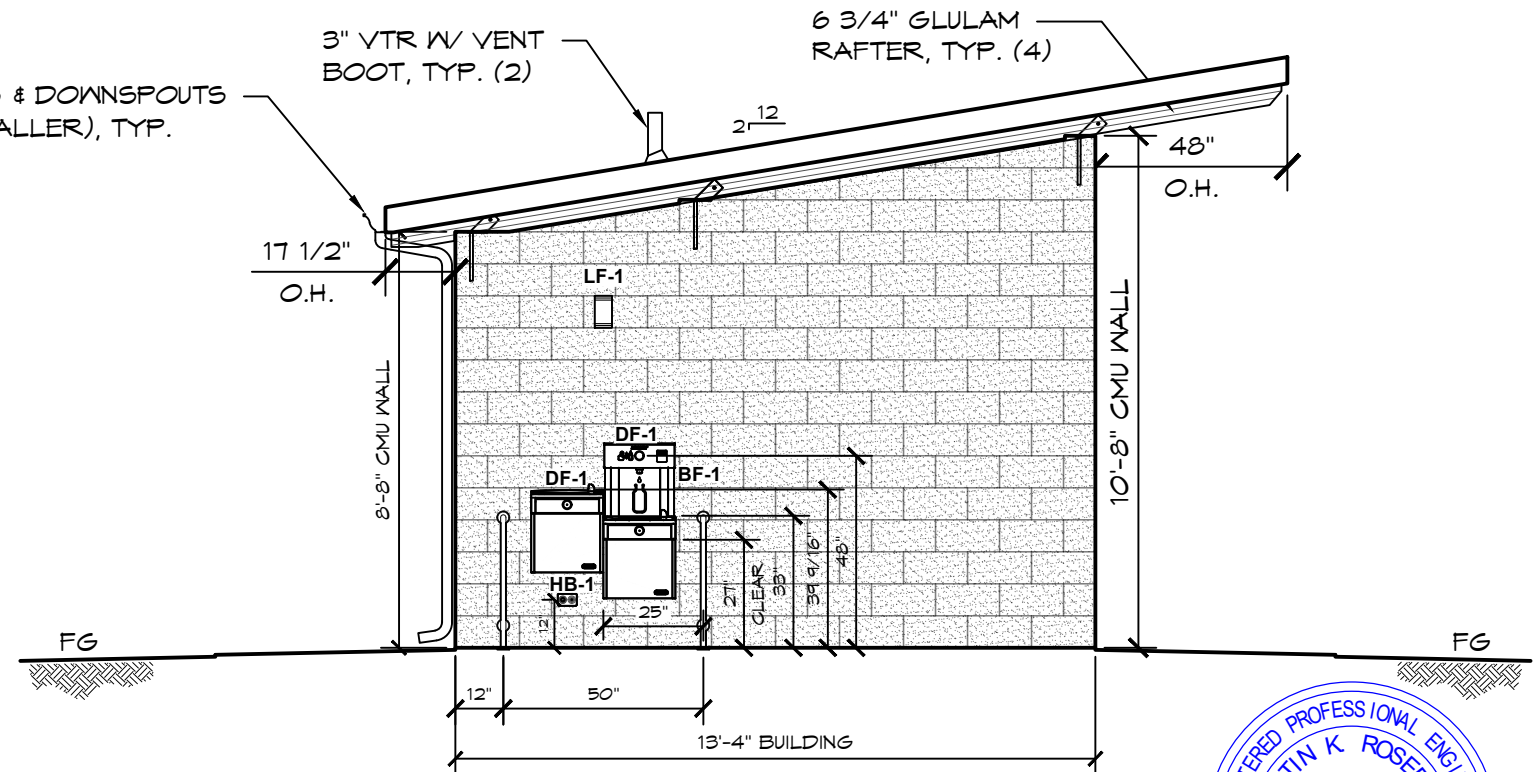 6 3/4" GLULAM
RAFTER, TYP. (4)
3" VTR W/ VENT
BOOT, TYP. (2)
& DOWNSPOUTS
TYP.
12
2
48"
O.H.
17 1/2"
O.H.
LF-1
8'-8" CMU WALL
10'-8" CMU WALL
DF-1
DF-1
BF-1
HB-1
12"
25"
27"
CLEAR
33"
39 9/16"
48"
FG
FG
12"
50"
13'-4" BUILDING
PROFESSIONAL
K.